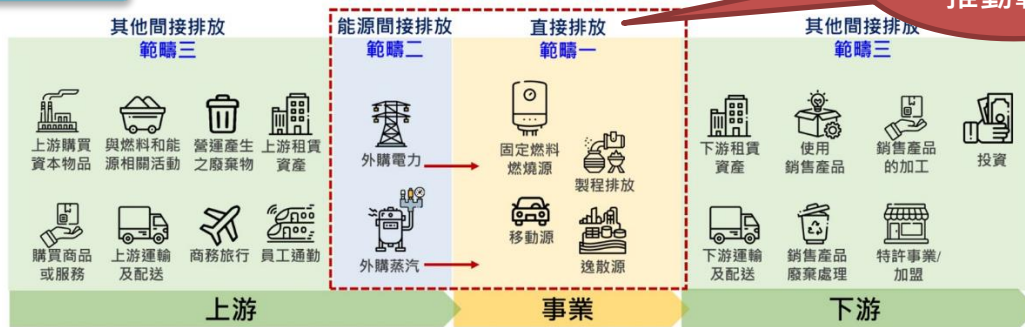 推動
其他間接排放
範疇三
能源間接排放
範疇二
直接排放
範疇一
其他間接排放
範疇三
上游購買
資本物品
與燃料和能
源相關活動
營運產生
之廢棄物
上游租賃
資產
購買商品
或服務
上游運輸
及配送
商務旅行
員工通勤
外購電力
外購蒸汽
固定燃料
燃燒源
製程排放
移動源
逸散源
下游租賃
資產
使用
銷售產品
銷售產品
的加工
投資
下游運輸
及配送
銷售產品
廢棄處理
特許事業/
加盟
上游
事業
下游